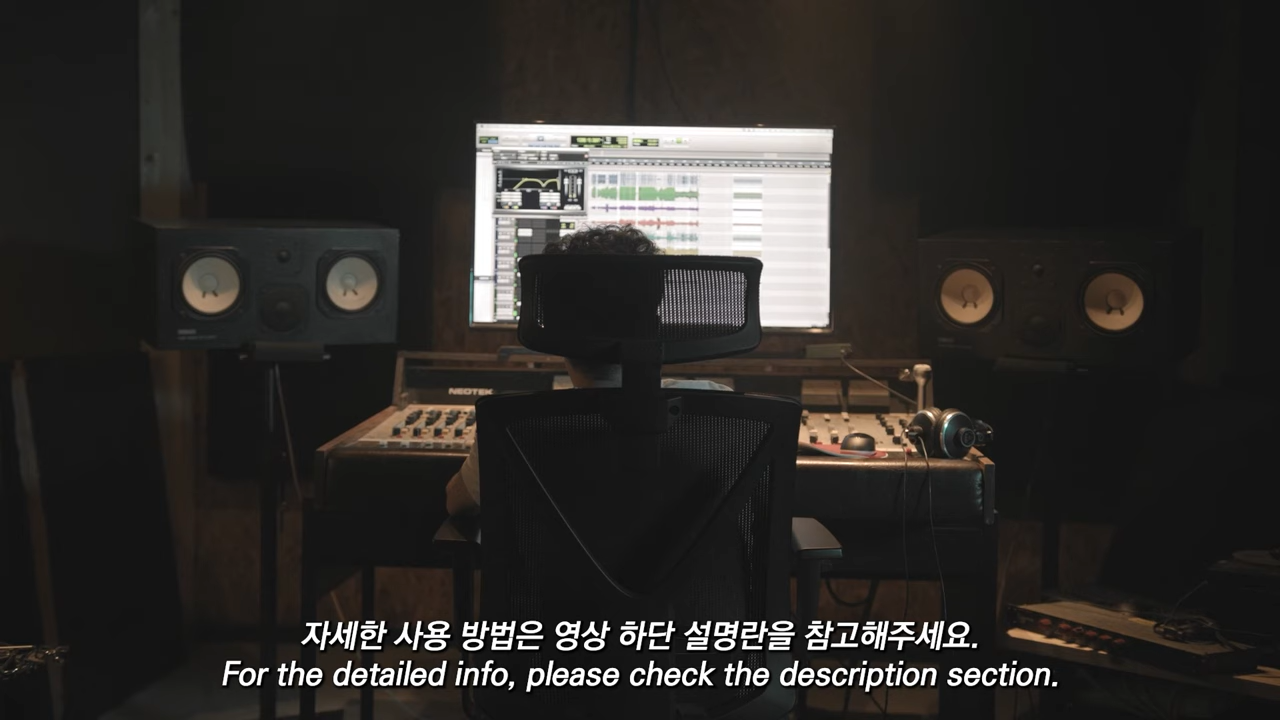 NEOTEK
자세한 사용 방법은 영상 하단 설명란을 참고해주세요.
For the detailed info, please check the description section.